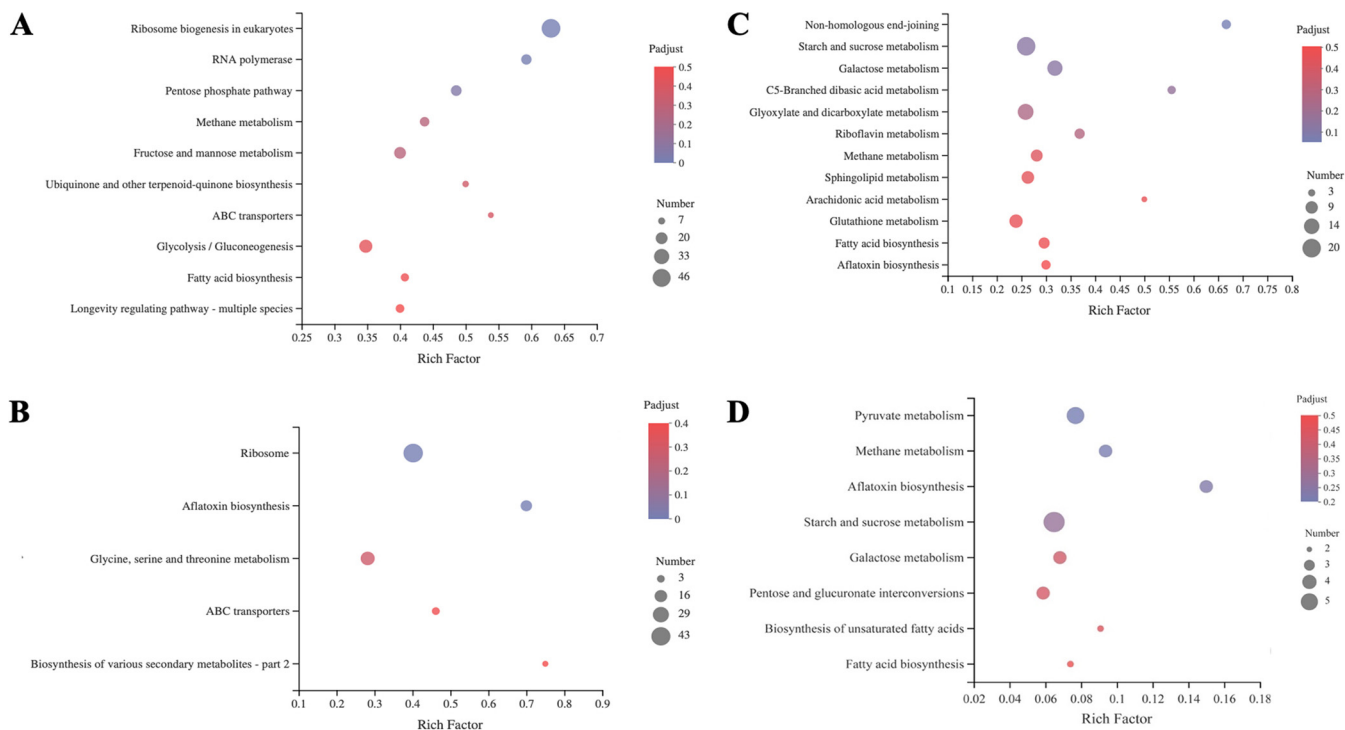 A
Ribosome biogenesis in eukaryotes
RNA polymerase
Pentose phosphate pathway
Methane metabolism
Fructose and mannose metabolism
Ubiquinone and other terpenoid-quinone biosynthesis
ABC transporters
Glycolysis / Gluconeogenesis
Fatty acid biosynthesis
Longevity regulating pathway - multiple species
0.25 0.3 0.35 0.4 0.45 0.5 0.55 0.6 0.65 0.7
Rich Factor
Padjust
0.5
0.4
0.3
0.2
0.1
0
Number
7
20
33
46
C
Non-homologous end-joining
Starch and sucrose metabolism
Galactose metabolism
C5-Branched dibasic acid metabolism
Glyoxylate and dicarboxylate metabolism
Riboflavin metabolism
Methane metabolism
Sphingolipid metabolism
Arachidonic acid metabolism
Glutathione metabolism
Fatty acid biosynthesis
Aflatoxin biosynthesis
0.1 0.15 0.2 0.25 0.3 0.35 0.4 0.45 0.5 0.55 0.6 0.65 0.7 0.75 0.8
Rich Factor
Padjust
0.5
0.4
0.3
0.2
0.1
Number
3
9
14
20
B
Ribosome
Aflatoxin biosynthesis
Glycine, serine and threonine metabolism
ABC transporters
Biosynthesis of various secondary metabolites - part 2
0.1 0.2 0.3 0.4 0.5 0.6 0.7 0.8 0.9
Rich Factor
Padjust
0.4
0.3
0.2
0.1
0
Number
3
16
29
43
D
Pyruvate metabolism
Methane metabolism
Aflatoxin biosynthesis
Starch and sucrose metabolism
Galactose metabolism
Pentose and glucuronate interconversions
Biosynthesis of unsaturated fatty acids
Fatty acid biosynthesis
0.02 0.04 0.06 0.08 0.1 0.12 0.14 0.16 0.18
Rich Factor
Padjust
0.5
0.45
0.4
0.35
0.3
0.25
0.2
Number
2
3
4
5